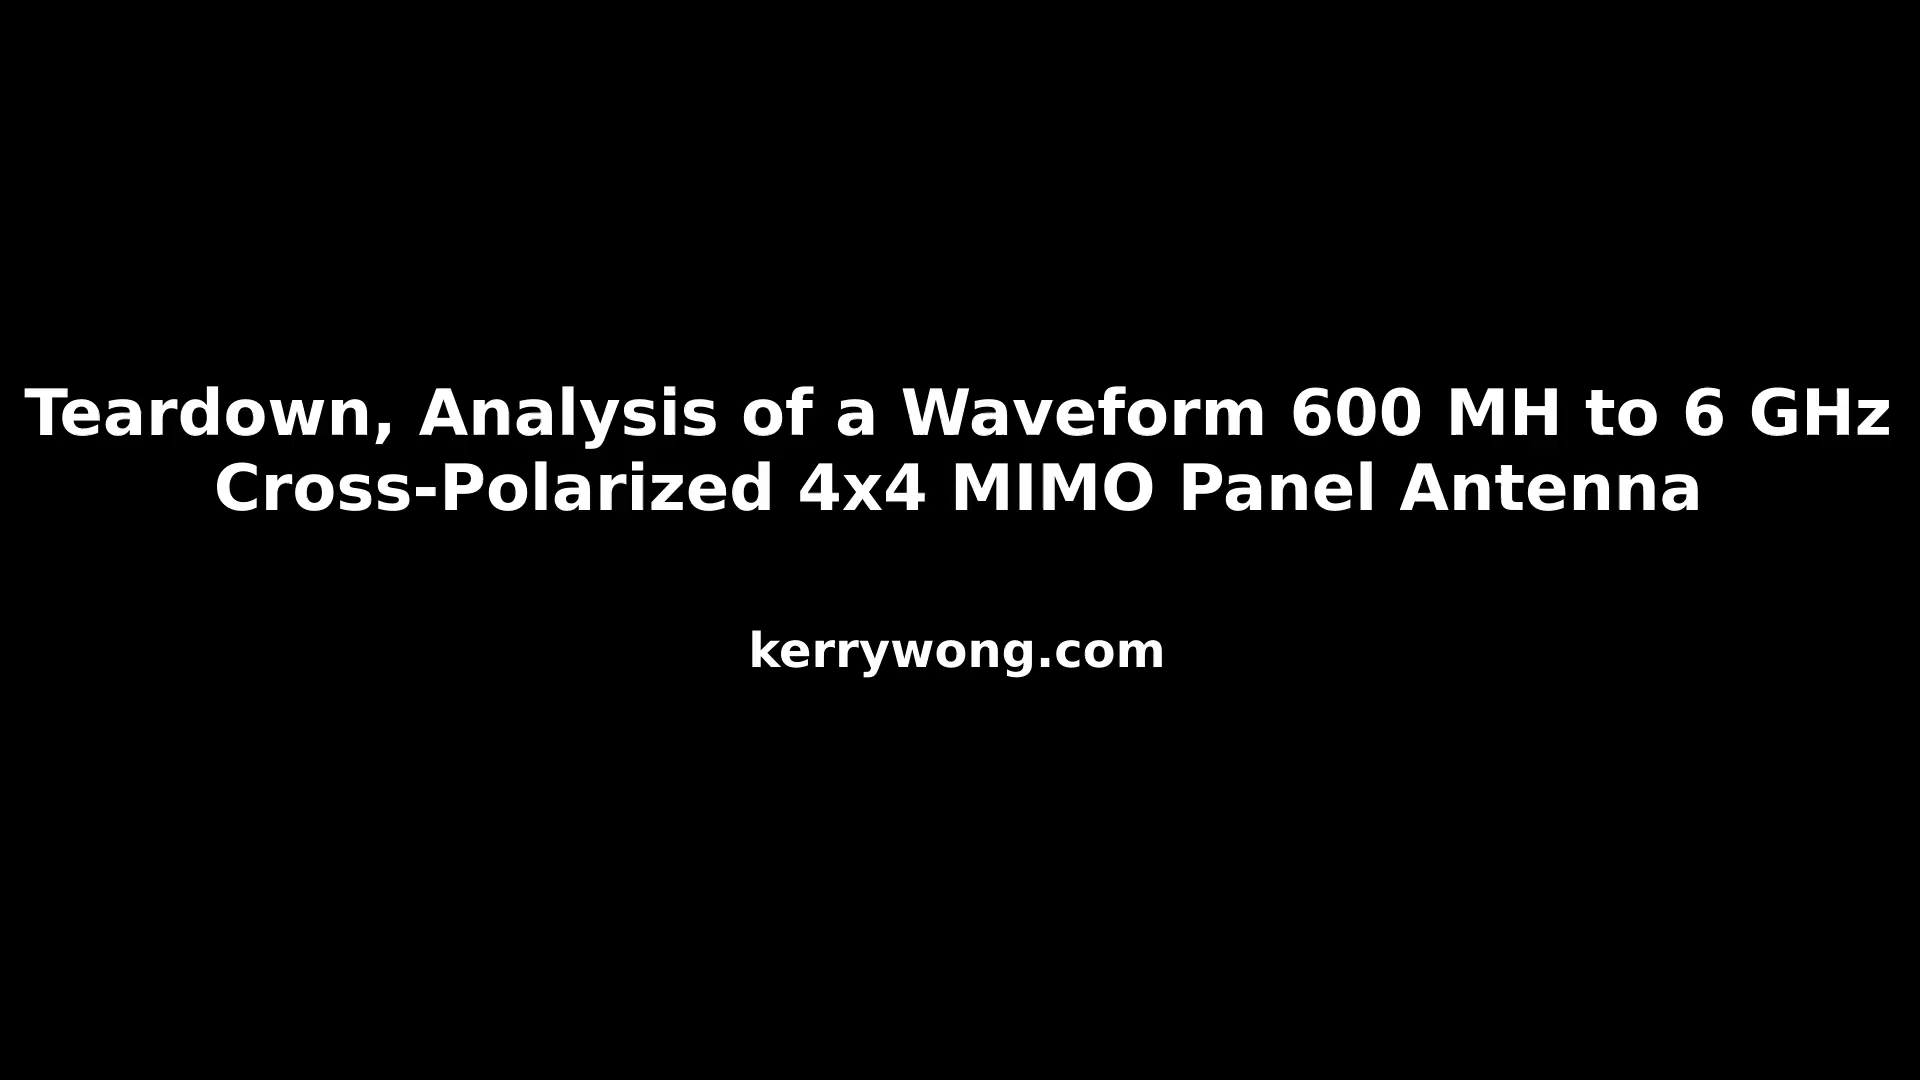 Teardown, Analysis of a Waveform 600 MH to 6 GHz
Cross-Polarized 4x4 MIMO Panel Antenna
kerrywong.com